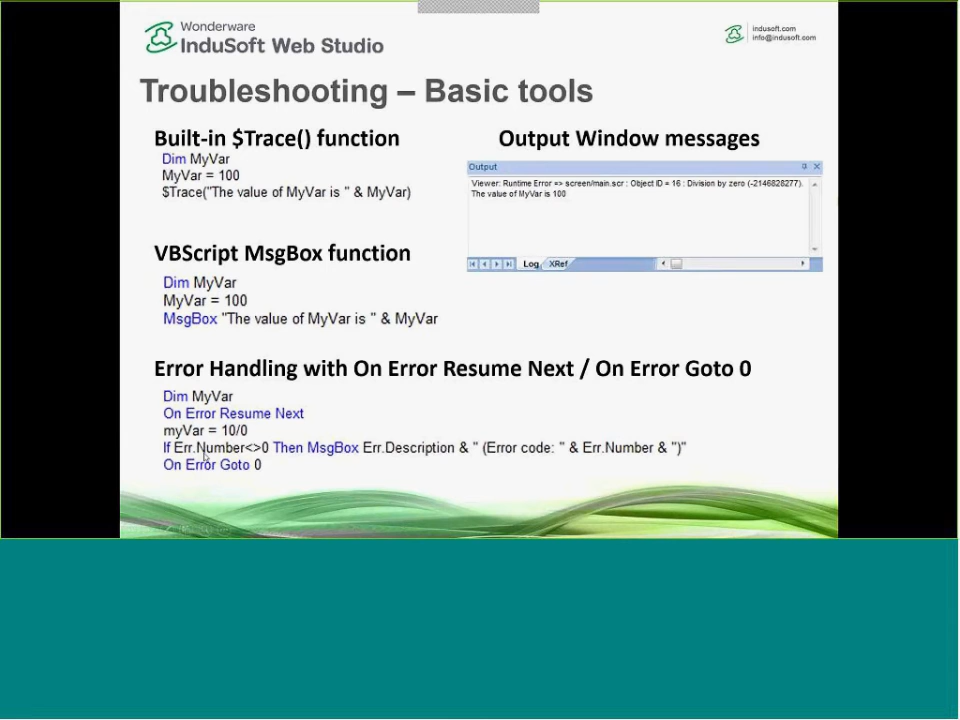 Wonderware
InduSoft Web Studio
indusoft.com
info@indusoft.com
Troubleshooting – Basic tools
Built-in $Trace() function
Dim MyVar
MyVar = 100
$Trace("The value of MyVar is " & MyVar)
Output Window messages
Output
Viewer: Runtime Error => screen/main.scr : Object ID = 16 : Division by zero (-2146828277).
The value of MyVar is 100
Log XRef
VBScript MsgBox function
Dim MyVar
MyVar = 100
MsgBox "The value of MyVar is " & MyVar
Error Handling with On Error Resume Next / On Error Goto 0
Dim MyVar
On Error Resume Next
myVar = 10/0
If Err.Number<>0 Then MsgBox Err.Description & " (Error code: " & Err.Number & ")"
On Error Goto 0